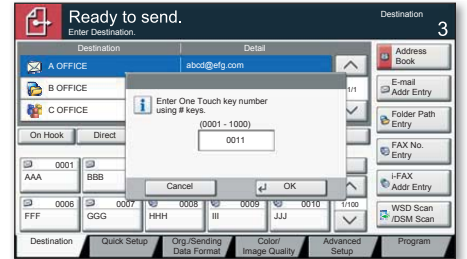 Ready to send.
Enter Destination.
Destination
3
Destination Detail
A OFFICE abcd@efg.com
B OFFICE
C OFFICE
1/1
Enter One Touch key number
using # keys.
(0001 - 1000)
0011
Cancel
OK
On Hook
Direct
0001
AAA
BBB
0006
FFF
0007
GGG
0008
HHH
0009
III
0010
JJJ
1/100
Address
Book
E-mail
Addr Entry
Folder Path
Entry
FAX No.
Entry
i-FAX
Addr Entry
WSD Scan
/DSM Scan
Destination
Quick Setup
Org./Sending
Data Format
Color/
Image Quality
Advanced
Setup
Program